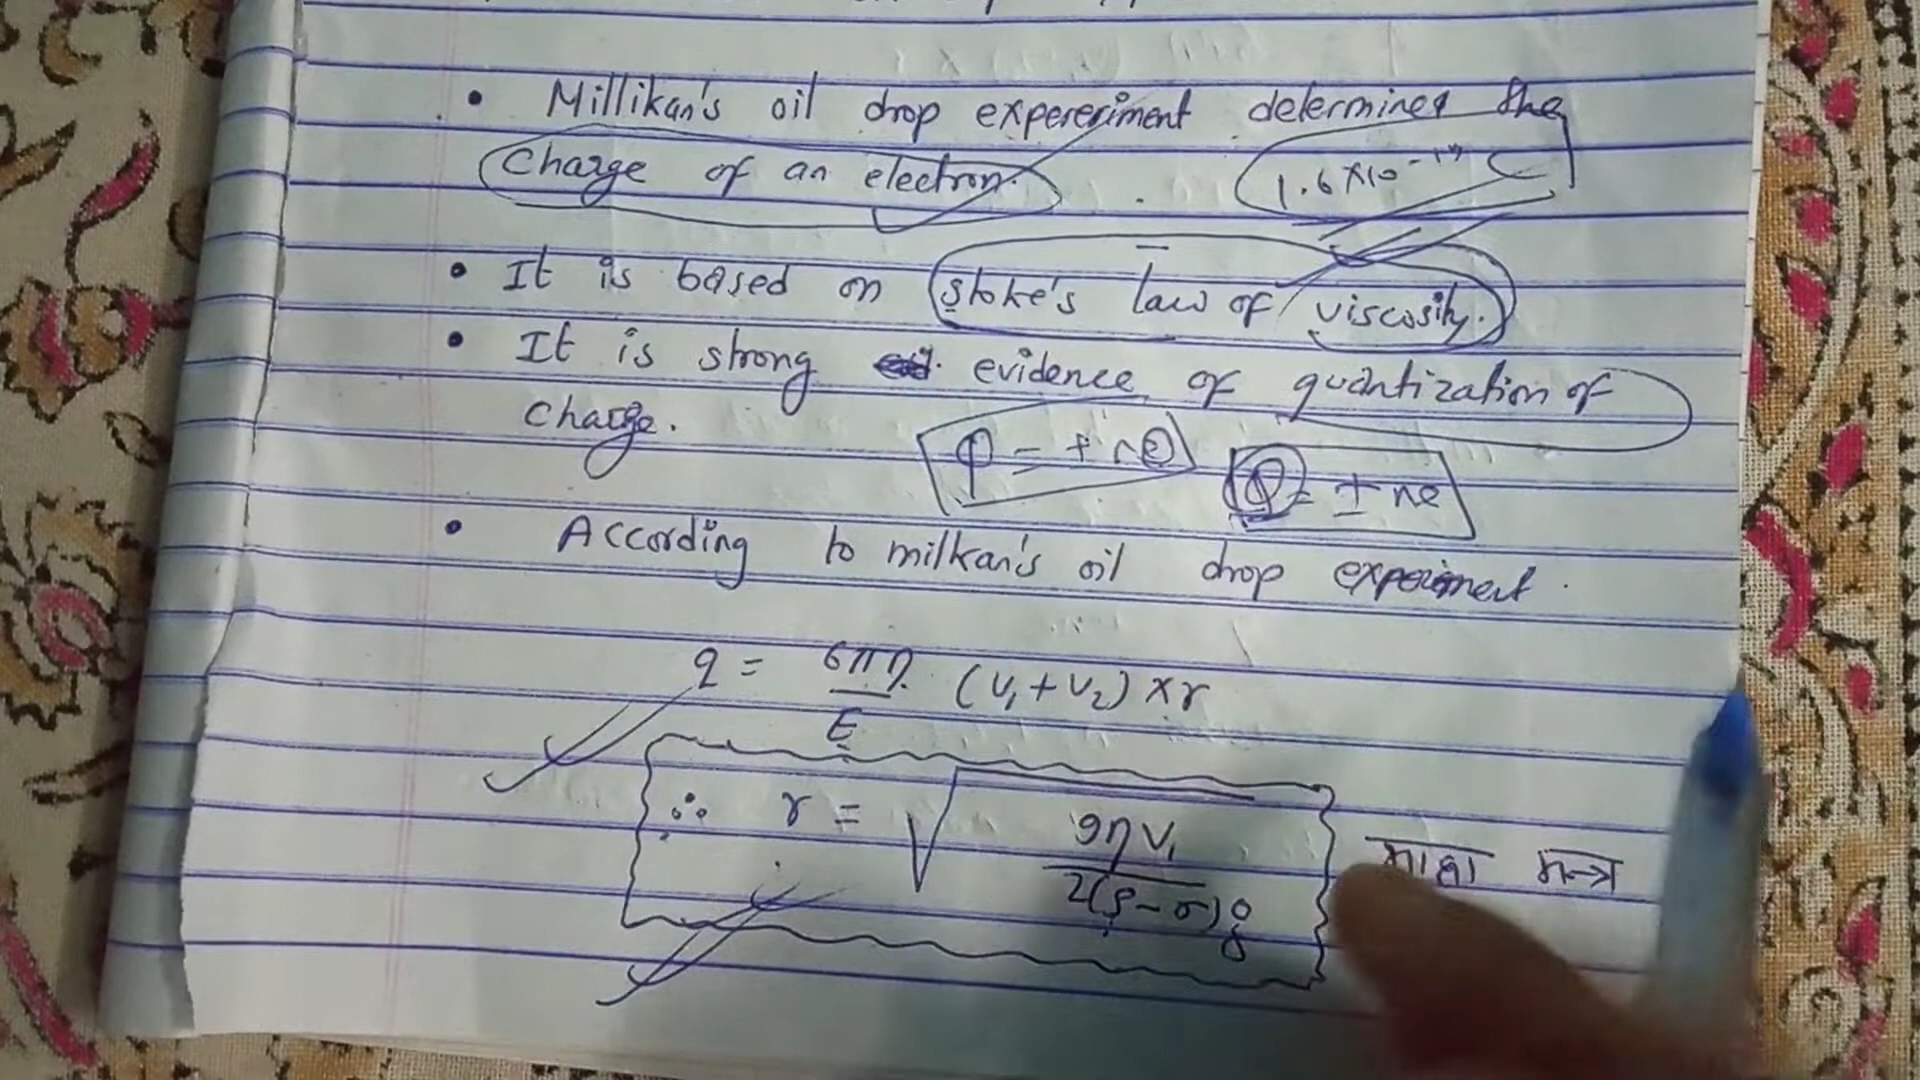 • Millikan's oil drop expereriment determines the
Charge of an electron. 1.6×10⁻¹⁹ C
• It is based on stoke's law of viscosity.
• It is strong evidence of quantization of
charge.
q = + ne Q = ± ne
• According to milkan's oil drop experiment.
q = 6πη/E (v₁ + v₂) × r
∴ r = √(9ηv₁ / 2(ρ-σ)g)